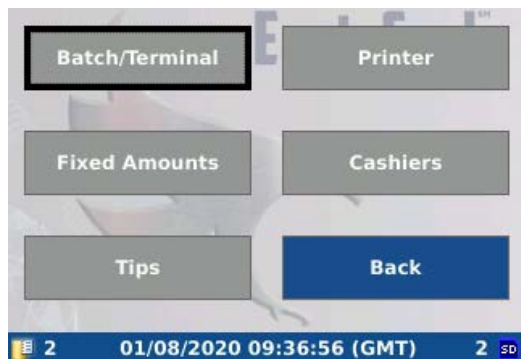 Batch/Terminal
Printer
Fixed Amounts
Cashiers
Tips
Back
2 01/08/2020 09:36:56 (GMT) 2 SD